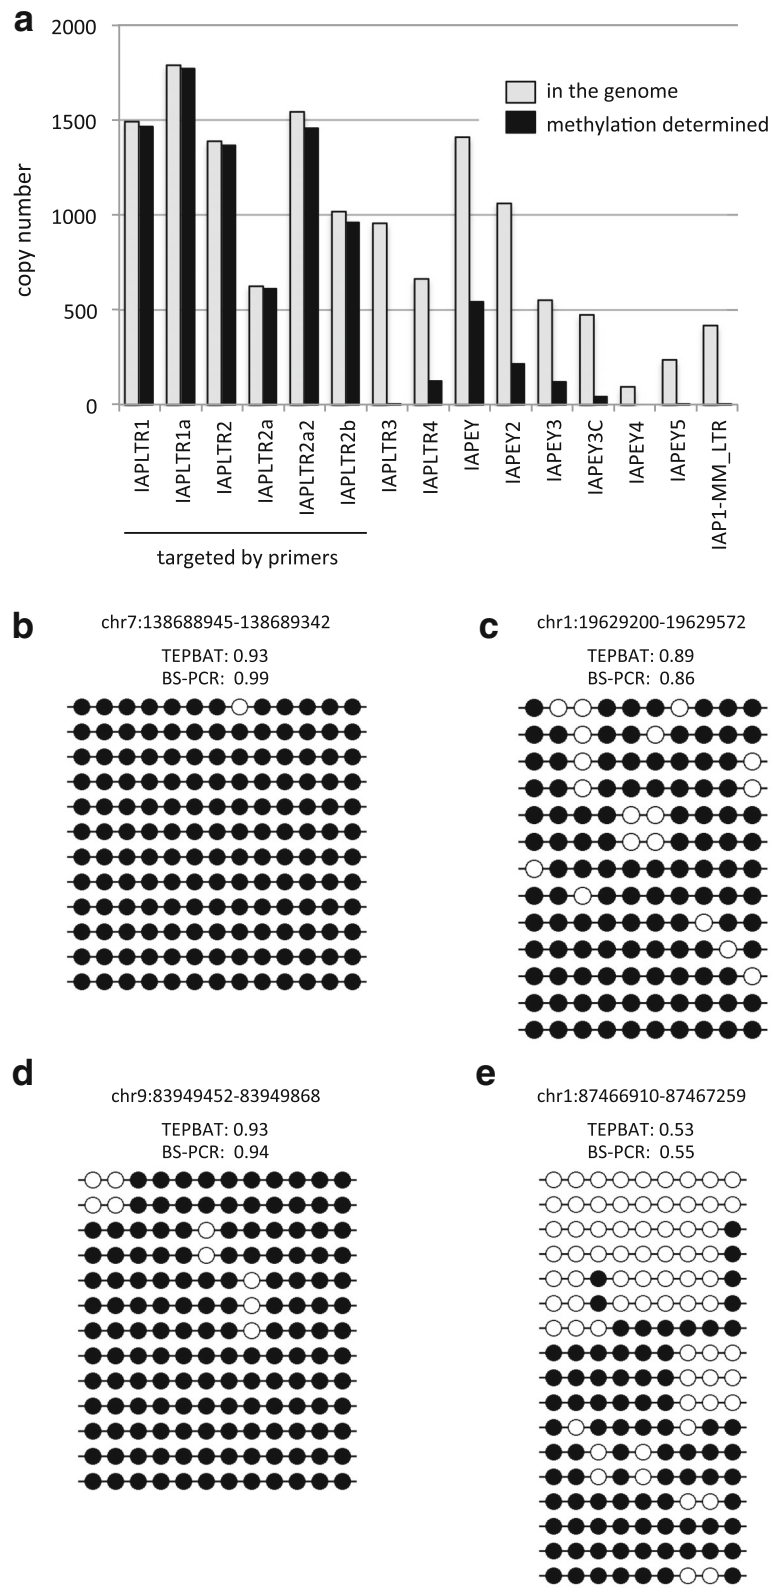 a
2000
1500
1000
500
0
copy number
in the genome
methylation determined
IAPLTR1
IAPLTR1a
IAPLTR2
IAPLTR2a
IAPLTR2a2
IAPLTR2b
IAPLTR3
IAPLTR4
IAPEY
IAPEY2
IAPEY3
IAPEY3C
IAPEY4
IAPEY5
IAP1-MM_LTR
targeted by primers
b
chr7:138688945-138689342
TEPBAT: 0.93
BS-PCR: 0.99
c
chr1:19629200-19629572
TEPBAT: 0.89
BS-PCR: 0.86
d
chr9:83949452-83949868
TEPBAT: 0.93
BS-PCR: 0.94
e
chr1:87466910-87467259
TEPBAT: 0.53
BS-PCR: 0.55